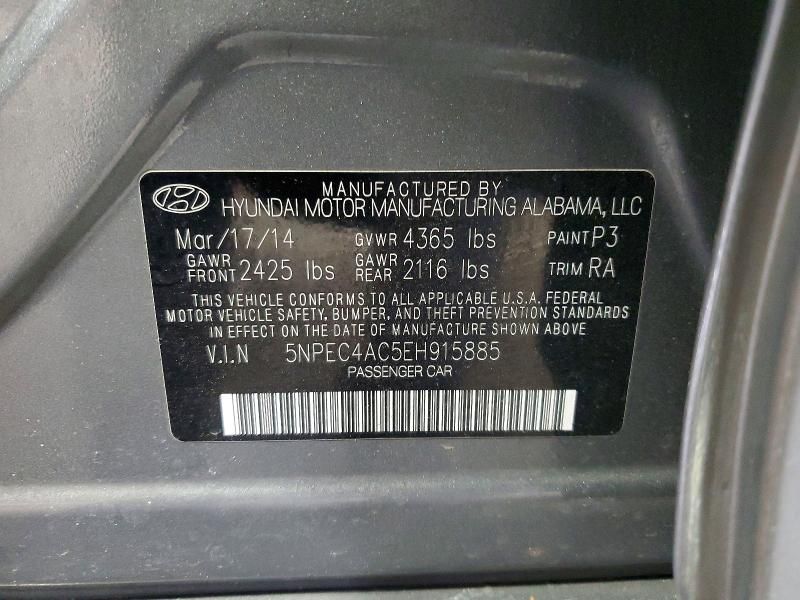 MANUFACTURED BY
HYUNDAI MOTOR MANUFACTURING ALABAMA, LLC
Mar/17/14 GVWR 4365 lbs PAINT P3
GAWR FRONT 2425 lbs GAWR REAR 2116 lbs TRIM RA
THIS VEHICLE CONFORMS TO ALL APPLICABLE U.S.A. FEDERAL
MOTOR VEHICLE SAFETY, BUMPER, AND THEFT PREVENTION STANDARDS
IN EFFECT ON THE DATE OF MANUFACTURE SHOWN ABOVE
V.I.N 5NPEC4AC5EH915885
PASSENGER CAR